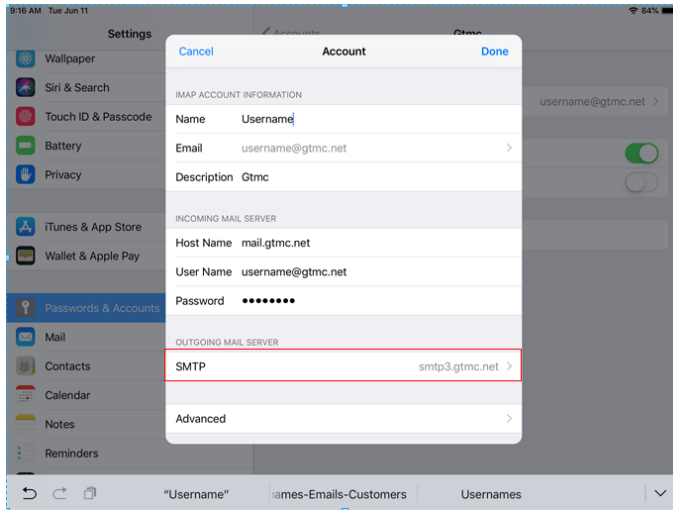 9:16 AM Tue Jun 11
84%
Settings
Accounts
Gtmc
Wallpaper
Siri & Search
Touch ID & Passcode
Battery
Privacy
iTunes & App Store
Wallet & Apple Pay
Passwords & Accounts
Mail
Contacts
Calendar
Notes
Reminders
username@gtmc.net
Cancel
Account
Done
IMAP ACCOUNT INFORMATION
Name Username
Email username@gtmc.net
Description Gtmc
INCOMING MAIL SERVER
Host Name mail.gtmc.net
User Name username@gtmc.net
Password ●●●●●●●●
OUTGOING MAIL SERVER
SMTP smtp3.gtmc.net
Advanced
"Username"
ames-Emails-Customers
Usernames